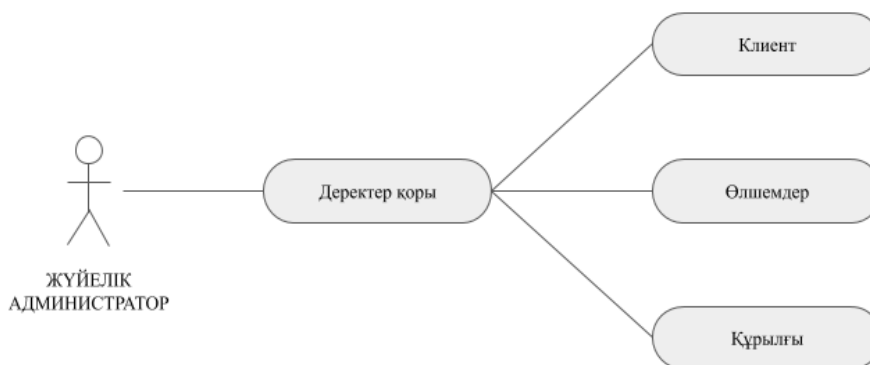 Клиент
Деректер қоры
Өлшемдер
ЖҮЙЕЛІК
АДМИНИСТРАТОР
Құрылғы